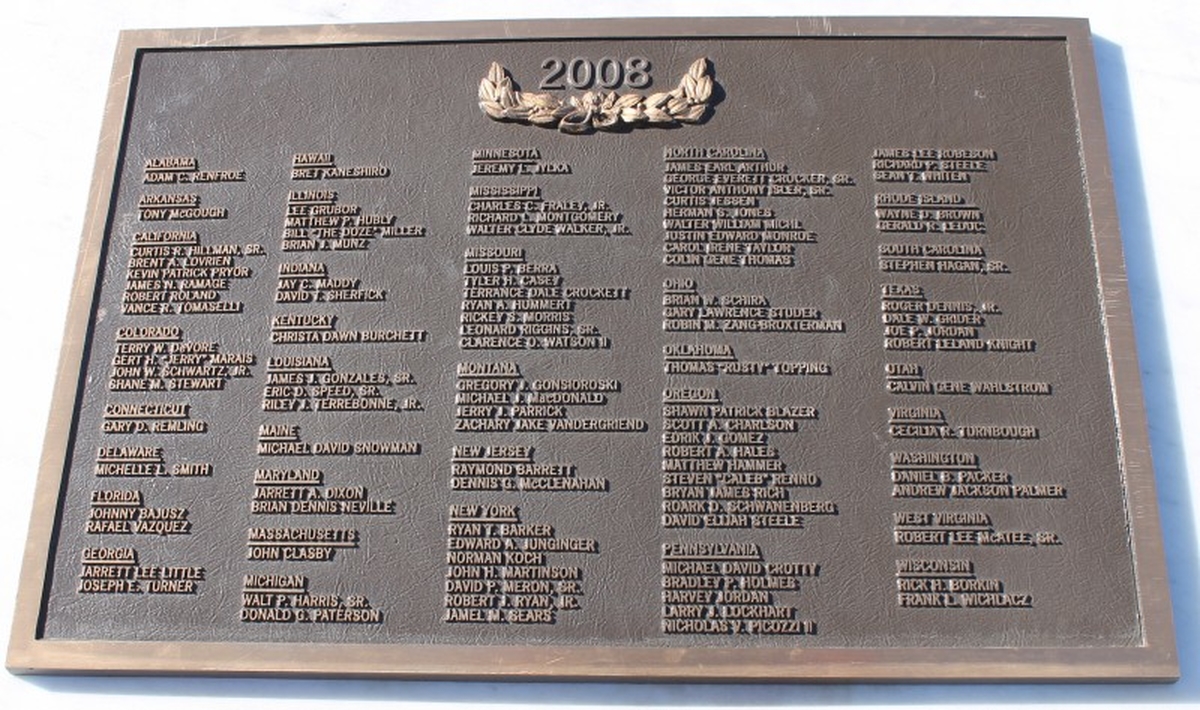 2008
ALABAMA
ADAM C. RENFROE
ARKANSAS
TONY McGOUGH
CALIFORNIA
CURTIS R. HILLMAN, SR.
BRENT A. LOVRIEN
KEVIN PATRICK PRYOR
JAMES N. RAMAGE
ROBERT ROLAND
VANCE R. TOMASELLI
COLORADO
TERRY W. DeVORE
GERT H. "JERRY" MARAIS
JOHN W. SCHWARTZ, JR.
SHANE M. STEWART
CONNECTICUT
GARY D. REMLING
DELAWARE
MICHELLE L. SMITH
FLORIDA
JOHNNY BAJUSZ
RAFAEL VAZQUEZ
GEORGIA
JARRETT LEE LITTLE
JOSEPH E. TURNER
HAWAII
BRET KANESHIRO
ILLINOIS
LEE GRUBOR
MATTHEW P. HUBLY
BILL "THE DOZE" MILLER
BRIAN J. MUNZ
INDIANA
JAY C. MADDY
DAVID T. SHERFICK
KENTUCKY
CHRISTA DAWN BURCHETT
LOUISIANA
JAMES J. GONZALES, SR.
ERIC D. SPEED, SR.
RILEY J. TERREBONNE, JR.
MAINE
MICHAEL DAVID SNOWMAN
MARYLAND
JARRETT A. DIXON
BRIAN DENNIS NEVILLE
MASSACHUSETTS
JOHN CLASBY
MICHIGAN
WALT P. HARRIS, SR.
DONALD G. PATERSON
MINNESOTA
JEREMY L. JYLKA
MISSISSIPPI
CHARLES C. FRALEY, JR.
RICHARD L. MONTGOMERY
WALTER CLYDE WALKER, JR.
MISSOURI
LOUIS P. BERRA
TYLER H. CASEY
TERRANCE DALE CROCKETT
RYAN A. HUMMERT
RICKEY S. MORRIS
LEONARD RIGGINS, SR.
CLARENCE D. WATSON II
MONTANA
GREGORY J. GONSIOROSKI
MICHAEL J. MacDONALD
JERRY J. PARRICK
ZACHARY JAKE VANDERGRIEND
NEW JERSEY
RAYMOND BARRETT
DENNIS G. McCLENAHAN
NEW YORK
RYAN T. BARKER
EDWARD A. JUNGINGER
NORMAN KOCH
JOHN H. MARTINSON
DAVID P. MERON, SR.
ROBERT J. RYAN, JR.
JAMEL M. SEARS
NORTH CAROLINA
JAMES EARL ARTHUR
GEORGE EVERETT CROCKER, SR.
VICTOR ANTHONY ISLER, SR.
CURTIS JESSEN
HERMAN S. JONES
WALTER WILLIAM MICHL
JUSTIN EDWARD MONROE
CAROL IRENE TAYLOR
COLIN GENE THOMAS
OHIO
BRIAN W. SCHIRA
GARY LAWRENCE STUDER
ROBIN M. ZANG-BRUXTERMAN
OKLAHOMA
THOMAS "RUSTY" TOPPING
OREGON
SHAWN PATRICK BLAZER
SCOTT A. CHARLSON
EDRIK J. GOMEZ
ROBERT A. HALES
MATTHEW HAMMER
STEVEN "CALEB" RENNO
BRYAN JAMES RICH
ROARK D. SCHWANENBERG
DAVID ELIJAH STEELE
PENNSYLVANIA
MICHAEL DAVID CROTTY
BRADLEY P. HOLMES
HARVEY JORDAN
LARRY J. LOCKHART
NICHOLAS V. PICOZZI II
JAMES LEE ROBESON
RICHARD P. STEELE
SEAN T. WHITEN
RHODE ISLAND
WAYNE D. BROWN
GERALD R. LEDUC
SOUTH CAROLINA
STEPHEN HAGAN, SR.
TEXAS
ROGER DENNIS, JR.
DALE W. GRIDER
JOE P. JORDAN
ROBERT LELAND KNIGHT
UTAH
CALVIN GENE WAHLSTROM
VIRGINIA
CECILIA R. TURNBOUGH
WASHINGTON
DANIEL B. PACKER
ANDREW JACKSON PALMER
WEST VIRGINIA
ROBERT LEE McATEE, SR.
WISCONSIN
RICK H. BORKIN
FRANK L. WICHLACZ